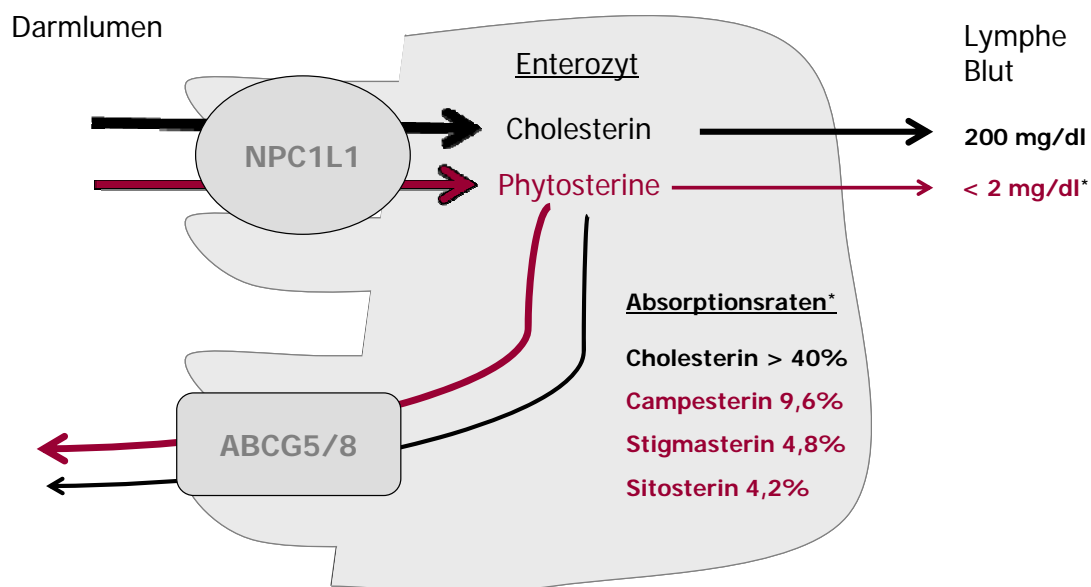 Darmlumen
Enterozyt
Lymphe
Blut
NPC1L1
Cholesterin
200 mg/dl
Phytosterine
< 2 mg/dl*
Absorptionsraten*
Cholesterin > 40%
Campesterin 9,6%
Stigmasterin 4,8%
Sitosterin 4,2%
ABCG5/8